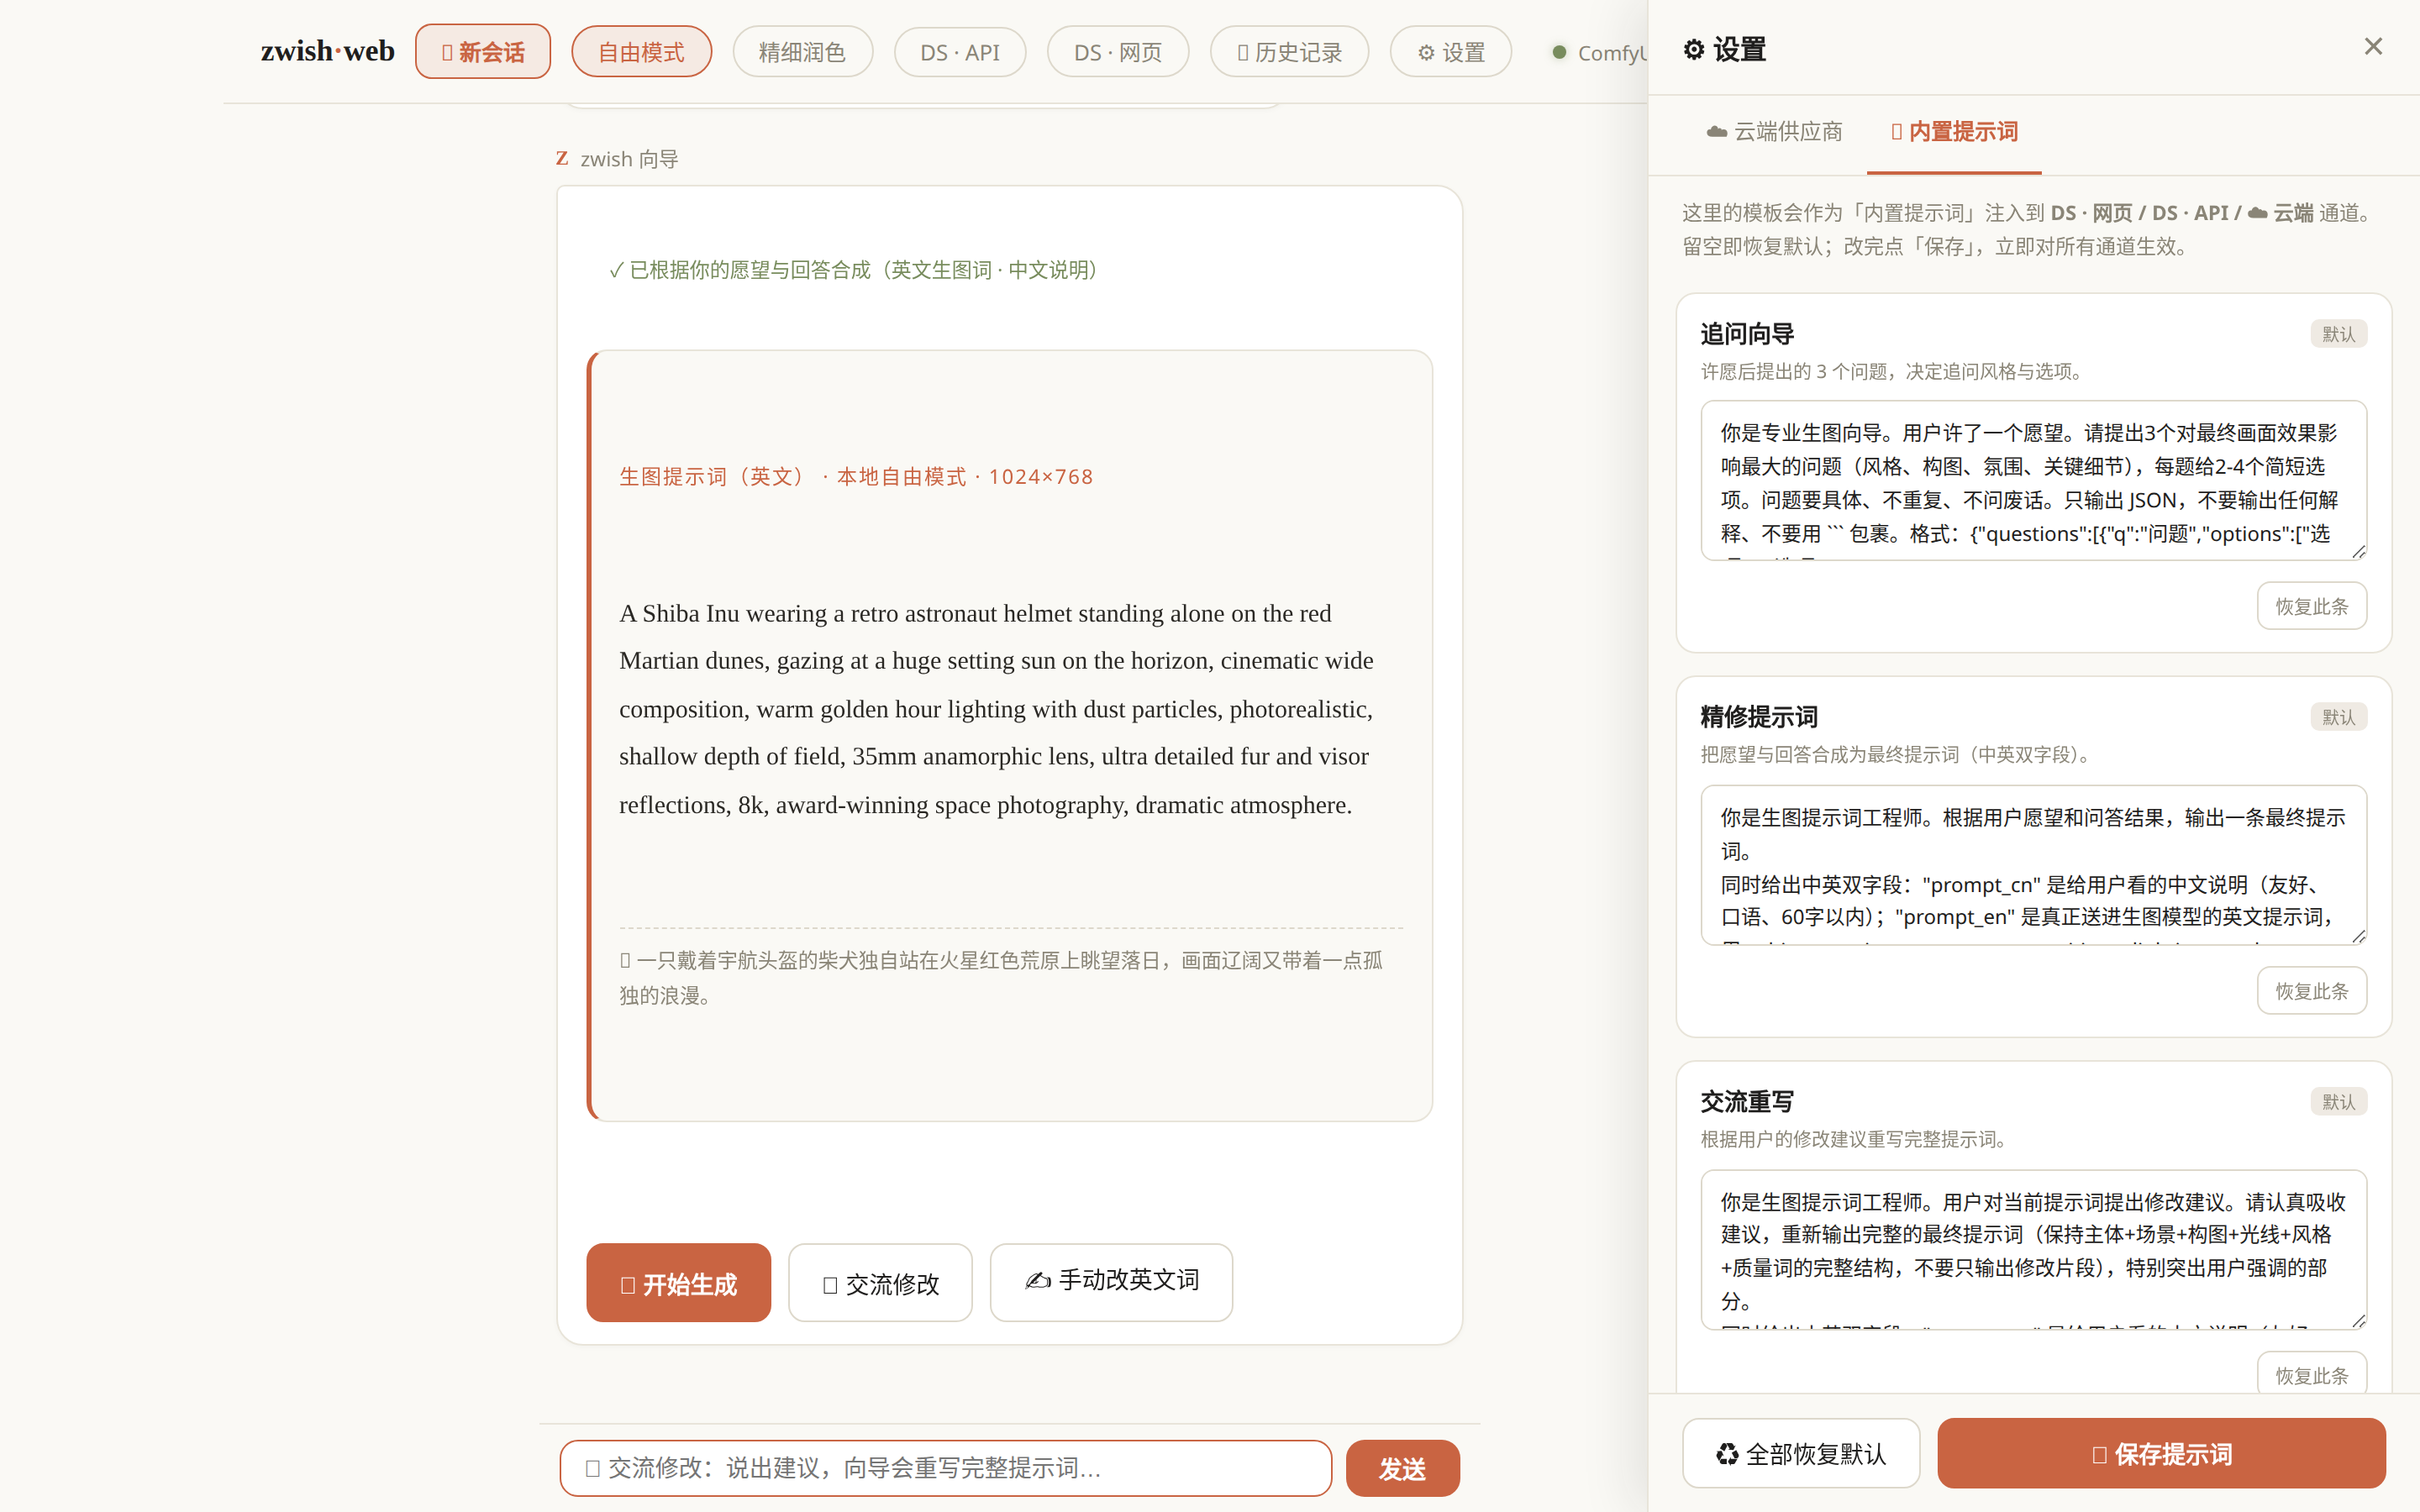 zwish·web
新会话
自由模式
精细润色
DS · API
DS · 网页
历史记录
⚙ 设置
Z zwish 向导
✓ 已根据你的愿望与回答合成（英文生图词 · 中文说明）
生图提示词（英文） · 本地自由模式 · 1024×768
A Shiba Inu wearing a retro astronaut helmet standing alone on the red
Martian dunes, gazing at a huge setting sun on the horizon, cinematic wide
composition, warm golden hour lighting with dust particles, photorealistic,
shallow depth of field, 35mm anamorphic lens, ultra detailed fur and visor
reflections, 8k, award-winning space photography, dramatic atmosphere.
一只戴着宇航头盔的柴犬独自站在火星红色荒原上眺望落日，画面辽阔又带着一点孤
独的浪漫。
开始生成
交流修改
✍ 手动改英文词
交流修改：说出建议，向导会重写完整提示词…
发送
⚙ 设置
✕
☁ 云端供应商
内置提示词
这里的模板会作为「内置提示词」注入到 DS · 网页 / DS · API / ☁ 云端 通道。
留空即恢复默认；改完点「保存」，立即对所有通道生效。
追问向导
默认
许愿后提出的 3 个问题，决定追问风格与选项。
你是专业生图向导。用户许了一个愿望。请提出3个对最终画面效果影
响最大的问题（风格、构图、氛围、关键细节），每题给2-4个简短选
项。问题要具体、不重复、不问废话。只输出 JSON，不要输出任何解
释、不要用 ``` 包裹。格式：{"questions":[{"q":"问题","options":["选
恢复此条
精修提示词
默认
把愿望与回答合成为最终提示词（中英双字段）。
你是生图提示词工程师。根据用户愿望和问答结果，输出一条最终提示
词。
同时给出中英双字段："prompt_cn" 是给用户看的中文说明（友好、
口语、60字以内）；"prompt_en" 是真正送进生图模型的英文提示词，
恢复此条
交流重写
默认
根据用户的修改建议重写完整提示词。
你是生图提示词工程师。用户对当前提示词提出修改建议。请认真吸收
建议，重新输出完整的最终提示词（保持主体+场景+构图+光线+风格
+质量词的完整结构，不要只输出修改片段），特别突出用户强调的部
分。
恢复此条
♻ 全部恢复默认
保存提示词